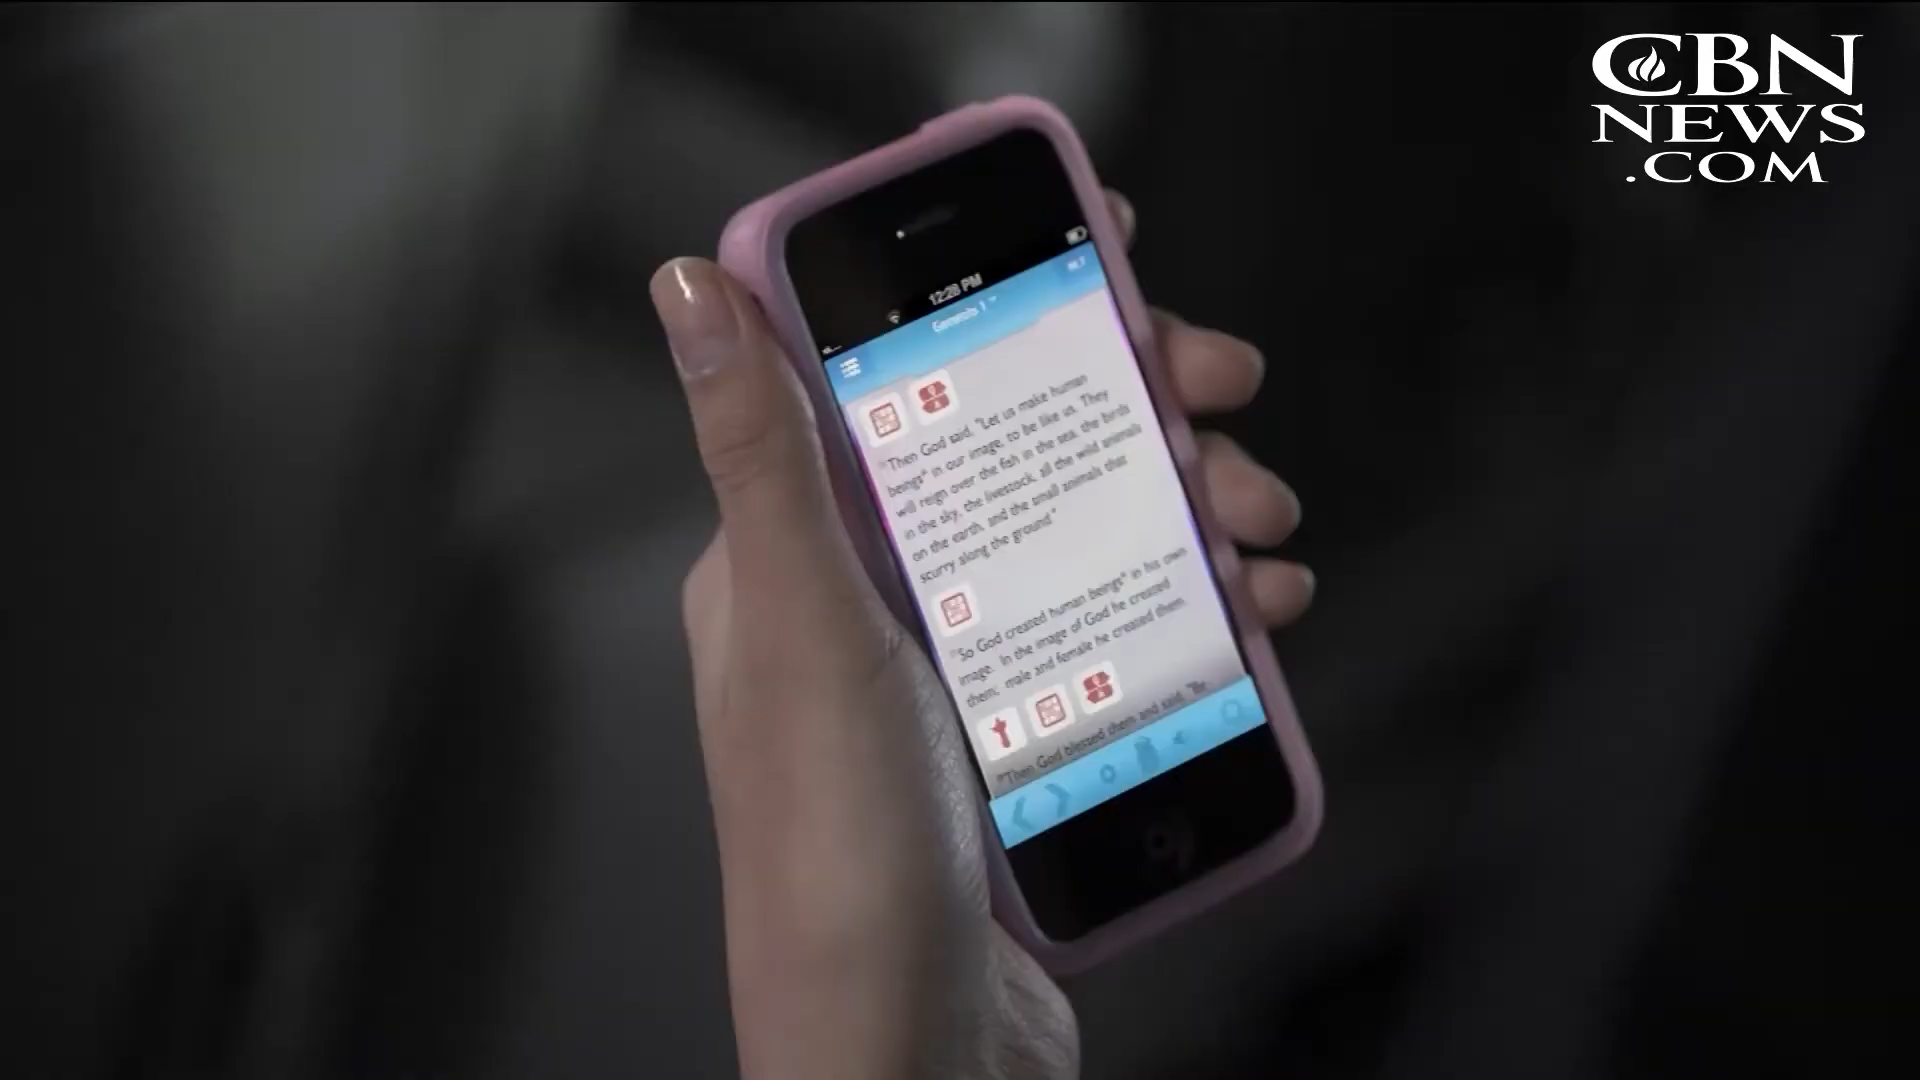 CBN
NEWS
.COM
12:28 PM
Genesis 1
NLT
"Then God said, "Let us make human
beings* in our image, to be like us. They
will reign over the fish in the sea, the birds
in the sky, the livestock, all the wild animals
on the earth, and the small animals that
scurry along the ground."
"So God created human beings* in his own
image. In the image of God he created
them; male and female he created them.
"Then God blessed them and said, "Be